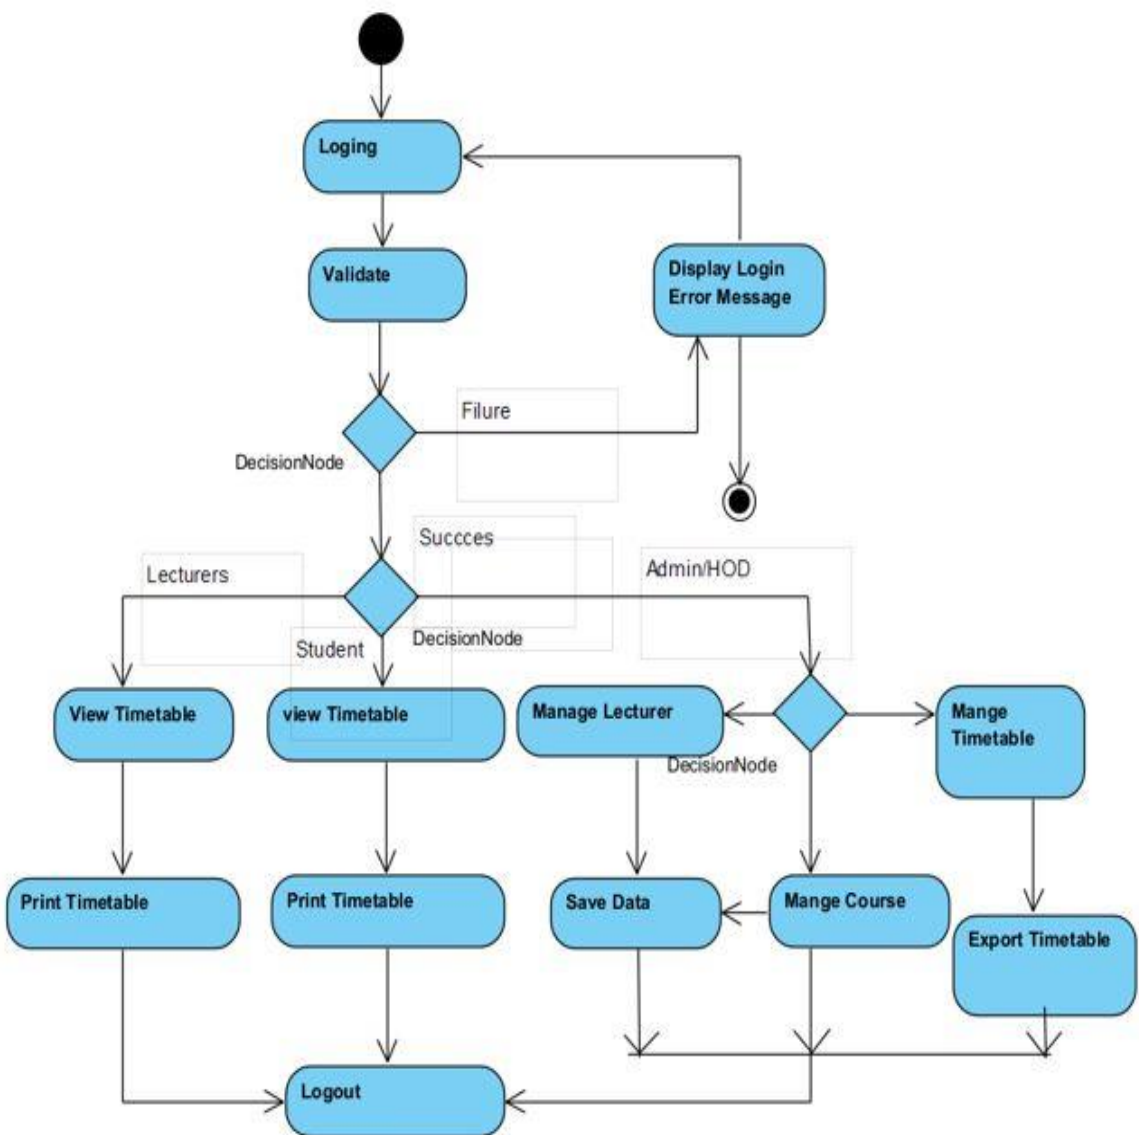 Loging
Validate
Display Login
Error Message
Filure
DecisionNode
Succces
Lecturers
Admin/HOD
DecisionNode
Student
View Timetable
view Timetable
Manage Lecturer
Mange
Timetable
DecisionNode
Print Timetable
Print Timetable
Save Data
Mange Course
Export Timetable
Logout